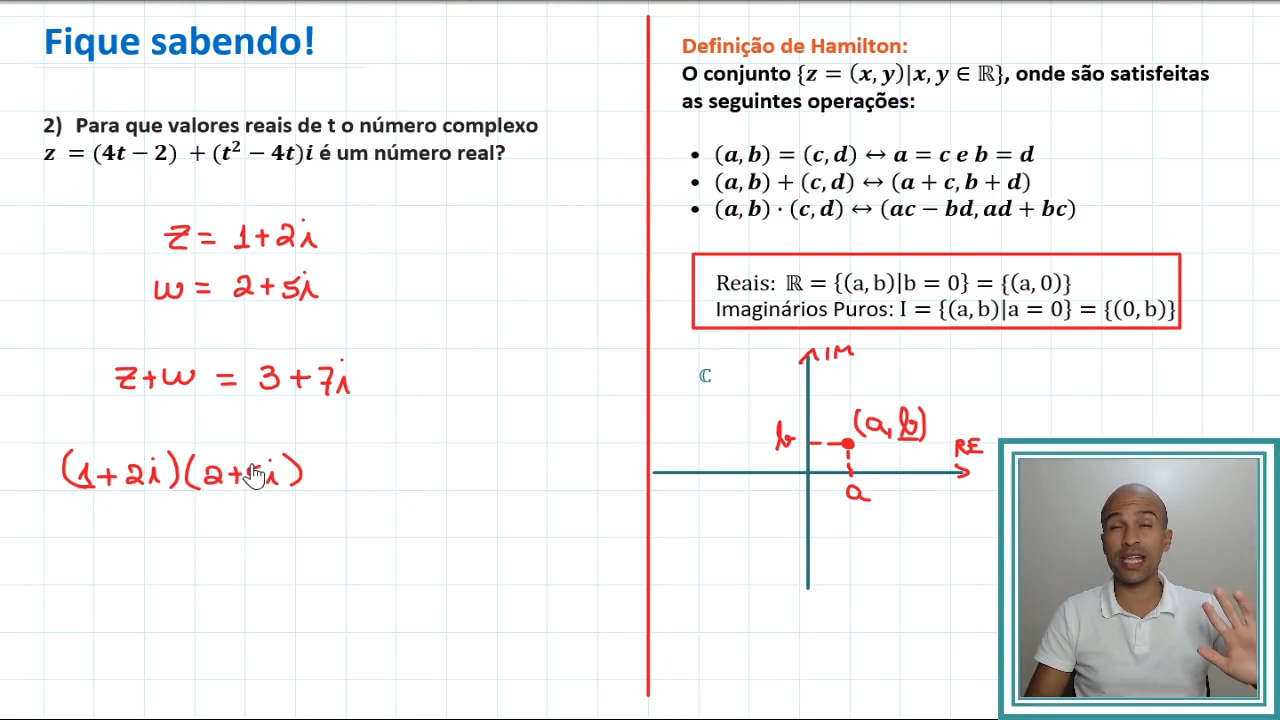 Fique sabendo!
2) Para que valores reais de t o número complexo
z = (4t − 2) + (t² − 4t)i é um número real?
z = 1+2i
w = 2+5i
z+w = 3+7i
(1+2i)(2+5i)
Definição de Hamilton:
O conjunto {z = (x, y)|x, y ∈ ℝ}, onde são satisfeitas
as seguintes operações:
• (a, b) = (c, d) ↔ a = c e b = d
• (a, b) + (c, d) ↔ (a + c, b + d)
• (a, b) · (c, d) ↔ (ac − bd, ad + bc)
Reais: ℝ = {(a, b)|b = 0} = {(a, 0)}
Imaginários Puros: I = {(a, b)|a = 0} = {(0, b)}
IM
ℂ
b
(a, b)
RE
a